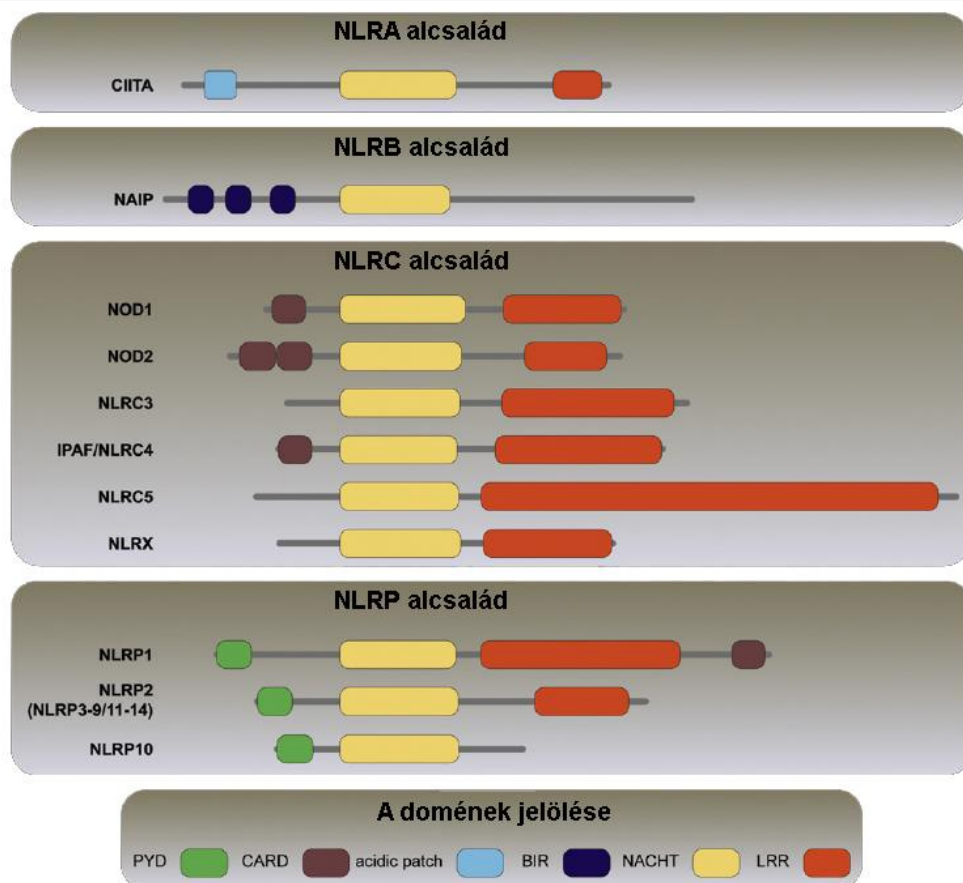 NLRA alcsalád
CIITA
NLRB alcsalád
NAIP
NLRC alcsalád
NOD1
NOD2
NLRC3
IPAF/NLRC4
NLRC5
NLRX
NLRP alcsalád
NLRP1
NLRP2
(NLRP3-9/11-14)
NLRP10
A domének jelölése
PYD CARD acidic patch BIR NACHT LRR